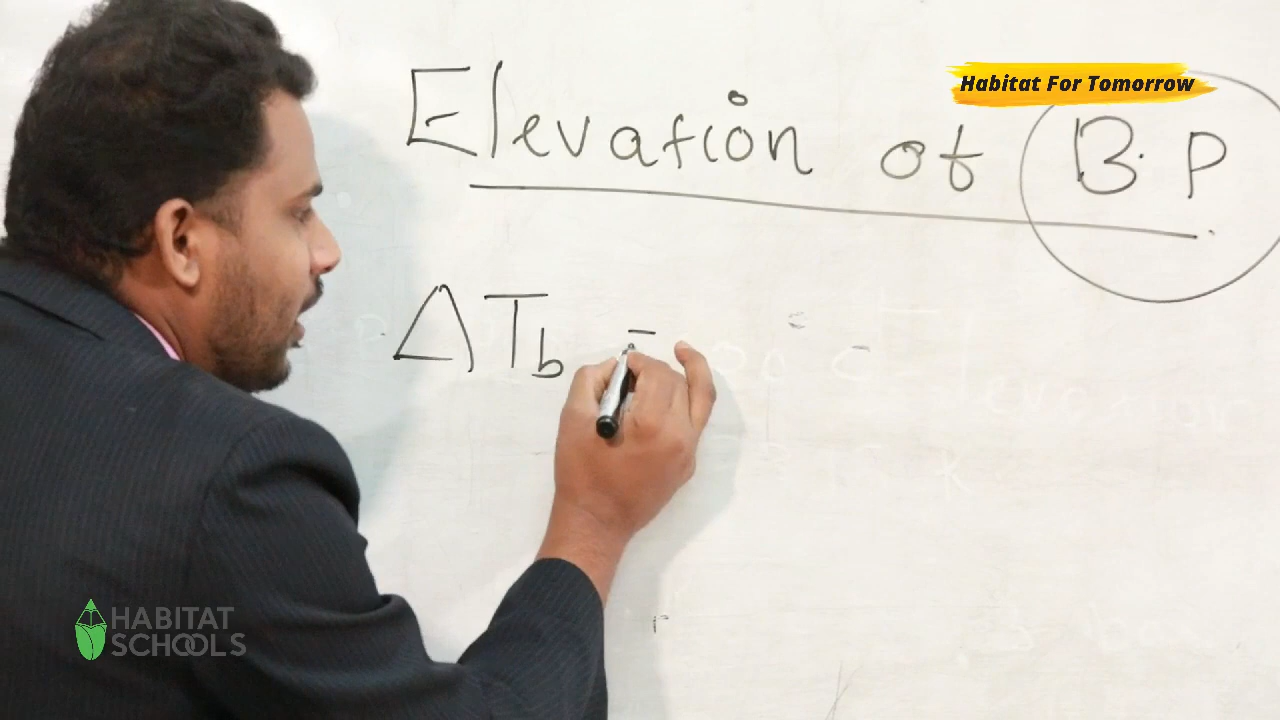 Habitat For Tomorrow
Elevation of B.P
ΔTb =
HABITAT
SCHOOLS